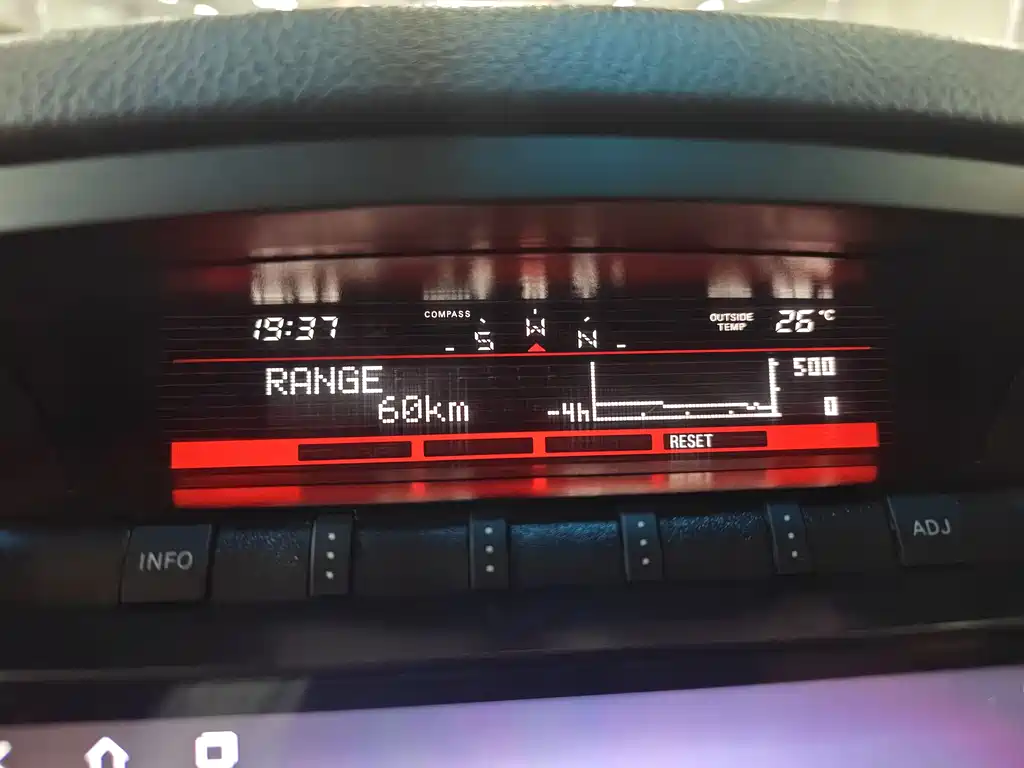 COMPASS
19:37
S W N
OUTSIDE TEMP
26°C
RANGE
60km
-4h
500
0
RESET
INFO
ADJ